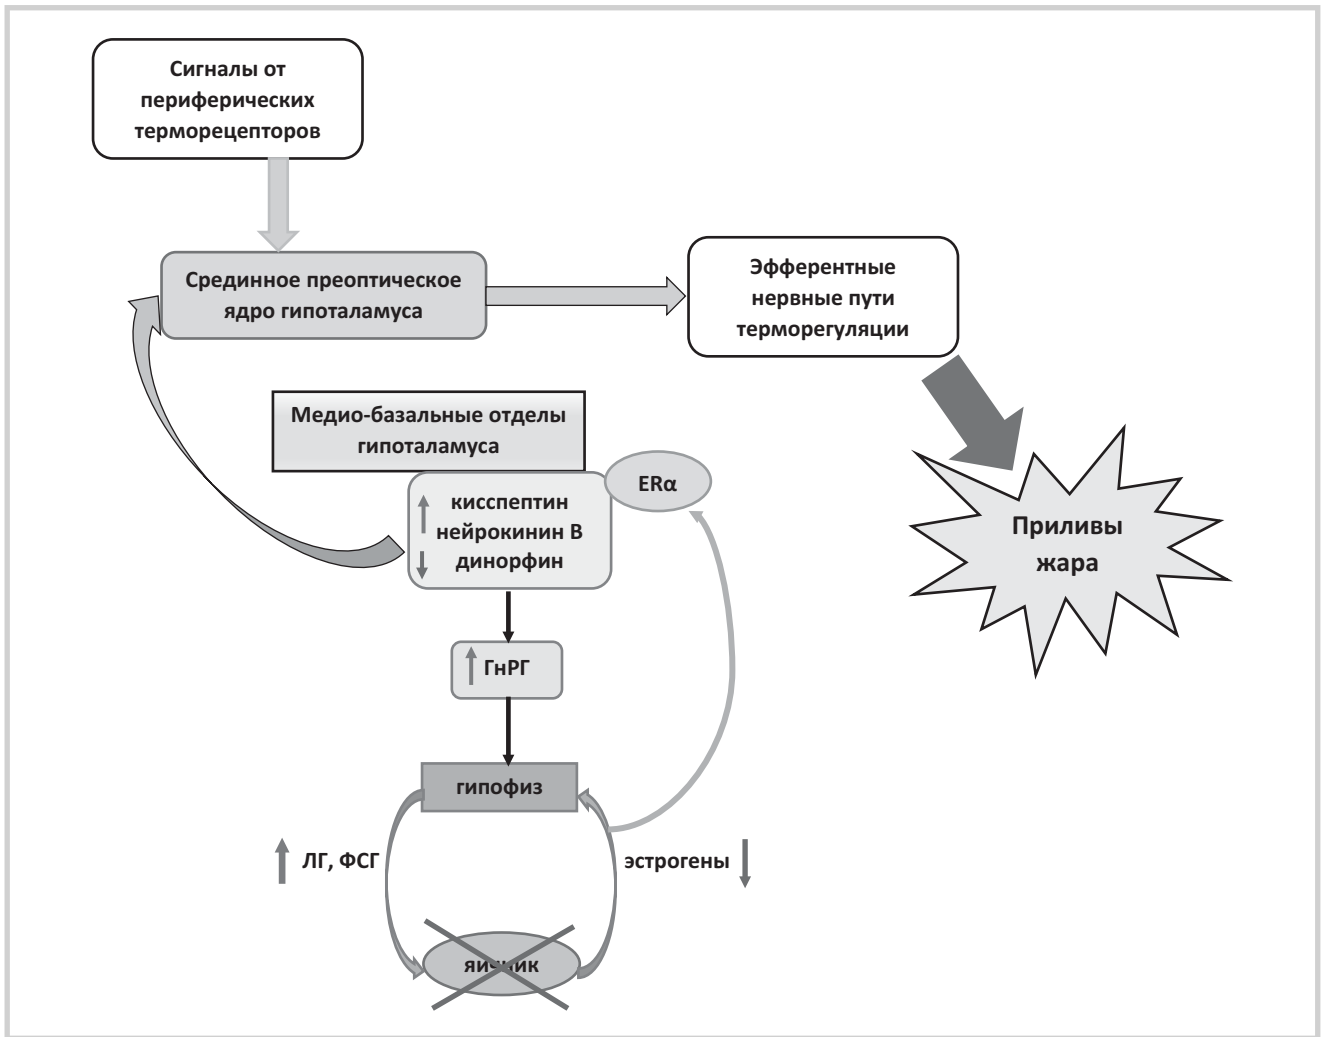 Сигналы от
периферических
терморецепторов
Срединное преоптическое
ядро гипоталамуса
Эфферентные
нервные пути
терморегуляции
Медио-базальные отделы
гипоталамуса
ERα
кисспептин
нейрокинин В
динорфин
Приливы
жара
ГнРГ
гипофиз
ЛГ, ФСГ
эстрогены
яичник